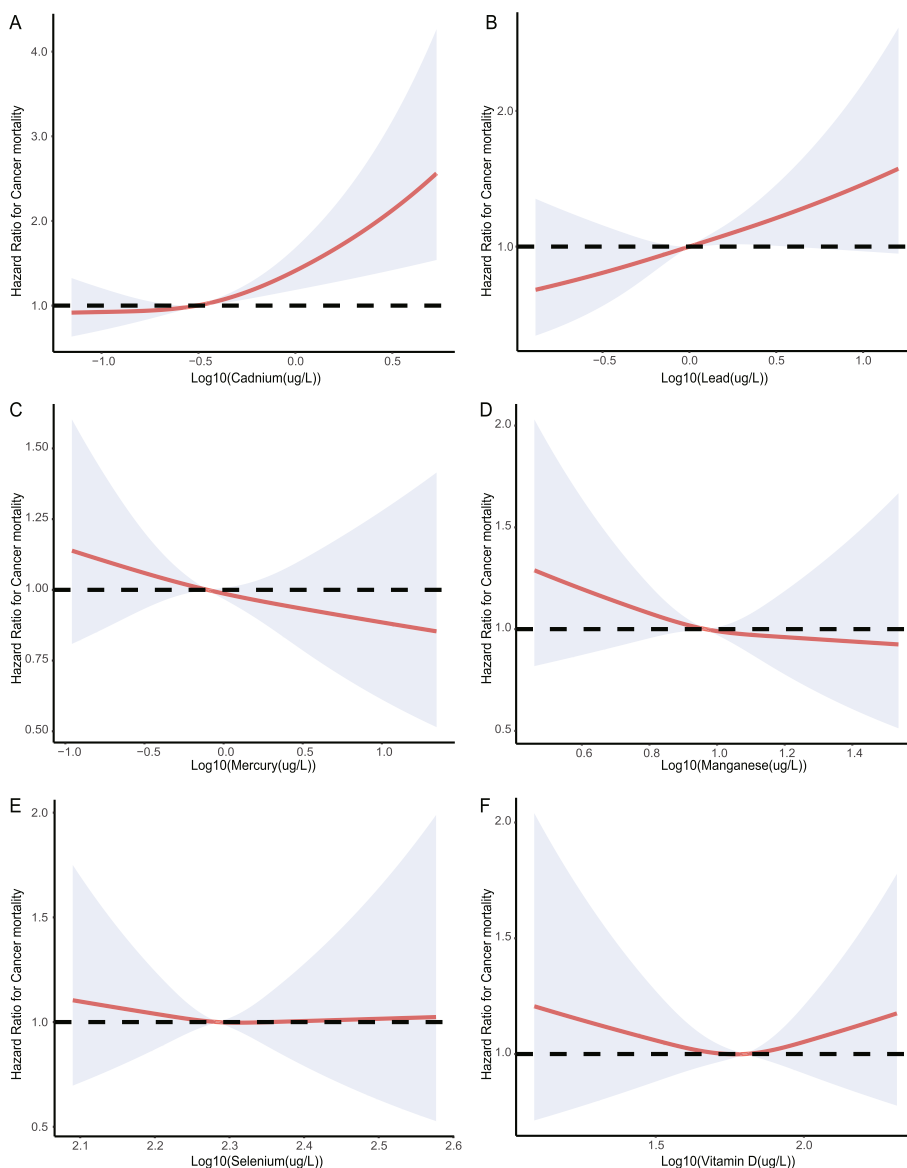 A
Hazard Ratio for Cancer mortality
4.0
3.0
2.0
1.0
−1.0 −0.5 0.0 0.5
Log10(Cadnium(ug/L))
B
Hazard Ratio for Cancer mortality
2.0
1.0
−0.5 0.0 0.5 1.0
Log10(Lead(ug/L))
C
Hazard Ratio for Cancer mortality
1.50
1.25
1.00
0.75
0.50
−1.0 −0.5 0.0 0.5 1.0
Log10(Mercury(ug/L))
D
Hazard Ratio for Cancer mortality
2.0
1.5
1.0
0.5
0.6 0.8 1.0 1.2 1.4
Log10(Manganese(ug/L))
E
Hazard Ratio for Cancer mortality
2.0
1.5
1.0
0.5
2.1 2.2 2.3 2.4 2.5 2.6
Log10(Selenium(ug/L))
F
Hazard Ratio for Cancer mortality
2.0
1.5
1.0
1.5 2.0
Log10(Vitamin D(ug/L))